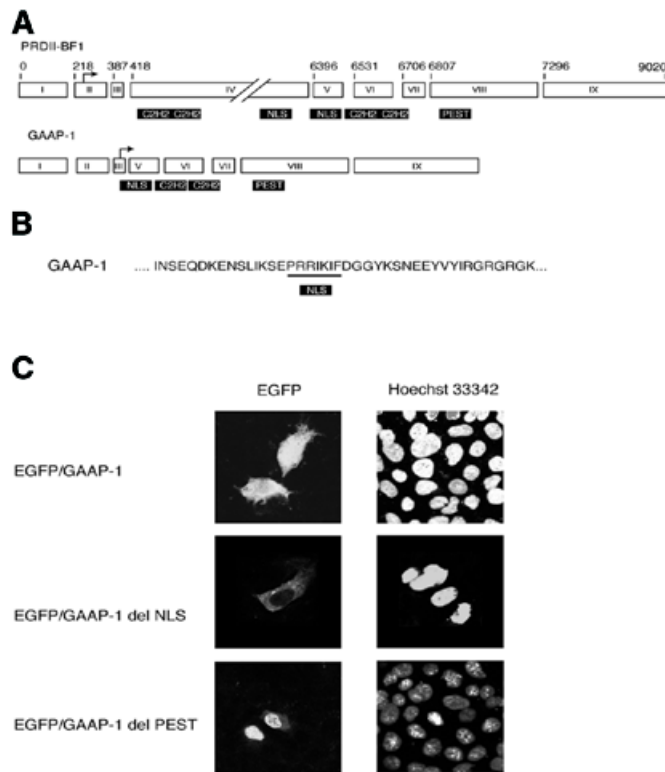 A
PRDII-BF1
0 218 387 418 6396 6531 6706 6807 7296 9020
I II III IV V VI VII VIII IX
C2H2 C2H2 NLS NLS C2H2 C2H2 PEST
GAAP-1
I II III V VI VII VIII IX
NLS C2H2 C2H2 PEST
B
GAAP-1 .... INSEQDKENSLIKSEPRRIKIFDGGYKSNEEYVYIRGRGRGK...
NLS
C
EGFP Hoechst 33342
EGFP/GAAP-1
EGFP/GAAP-1 del NLS
EGFP/GAAP-1 del PEST